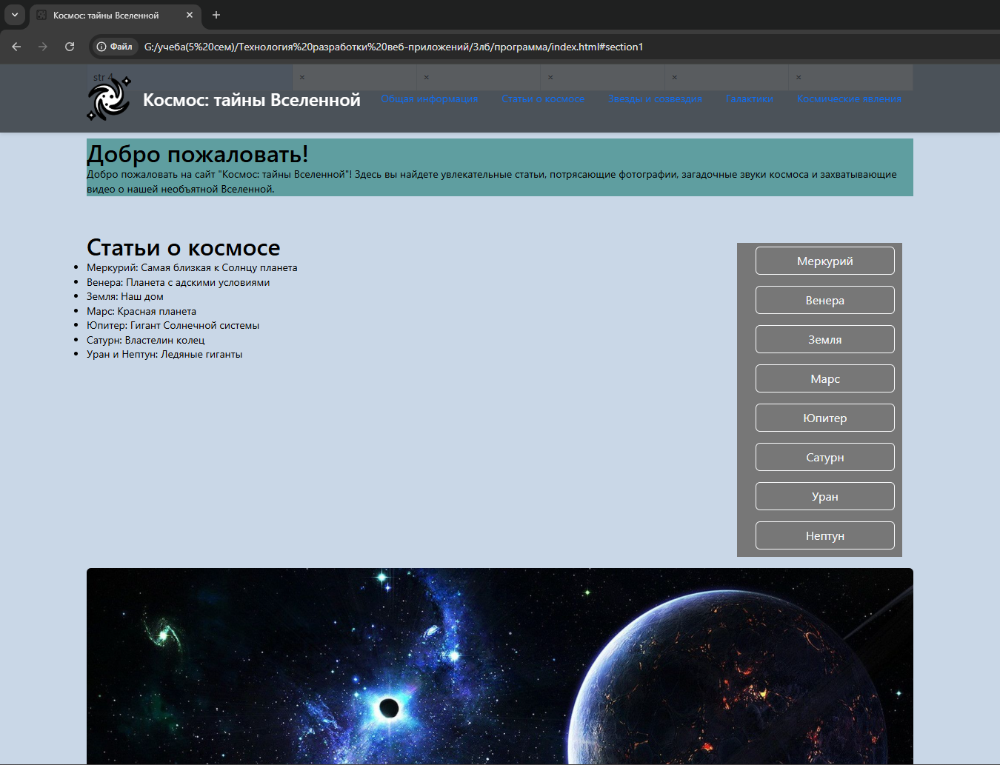 Космос: тайны Вселенной
Файл
G:/учеба(5%20сем)/Технология%20разработки%20веб-приложений/3лб/программа/index.html#section1
str 4 × × × × ×
Космос: тайны Вселенной Общая информация Статьи о космосе Звезды и созвездия Галактики Космические явления
Добро пожаловать!
Добро пожаловать на сайт "Космос: тайны Вселенной"! Здесь вы найдете увлекательные статьи, потрясающие фотографии, загадочные звуки космоса и захватывающие
видео о нашей необъятной Вселенной.
Статьи о космосе
Меркурий: Самая близкая к Солнцу планета
Венера: Планета с адскими условиями
Земля: Наш дом
Марс: Красная планета
Юпитер: Гигант Солнечной системы
Сатурн: Властелин колец
Уран и Нептун: Ледяные гиганты
Меркурий
Венера
Земля
Марс
Юпитер
Сатурн
Уран
Нептун